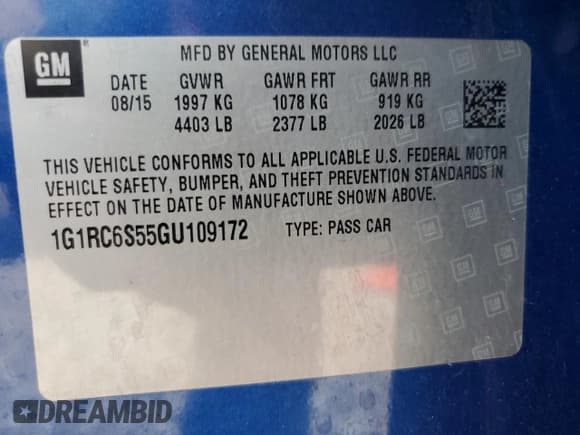 GM ®
MFD BY GENERAL MOTORS LLC
DATE GVWR GAWR FRT GAWR RR
08/15 1997 KG 1078 KG 919 KG
4403 LB 2377 LB 2026 LB
THIS VEHICLE CONFORMS TO ALL APPLICABLE U.S. FEDERAL MOTOR
VEHICLE SAFETY, BUMPER, AND THEFT PREVENTION STANDARDS IN
EFFECT ON THE DATE OF MANUFACTURE SHOWN ABOVE.
1G1RC6S55GU109172 TYPE: PASS CAR
DREAMBID